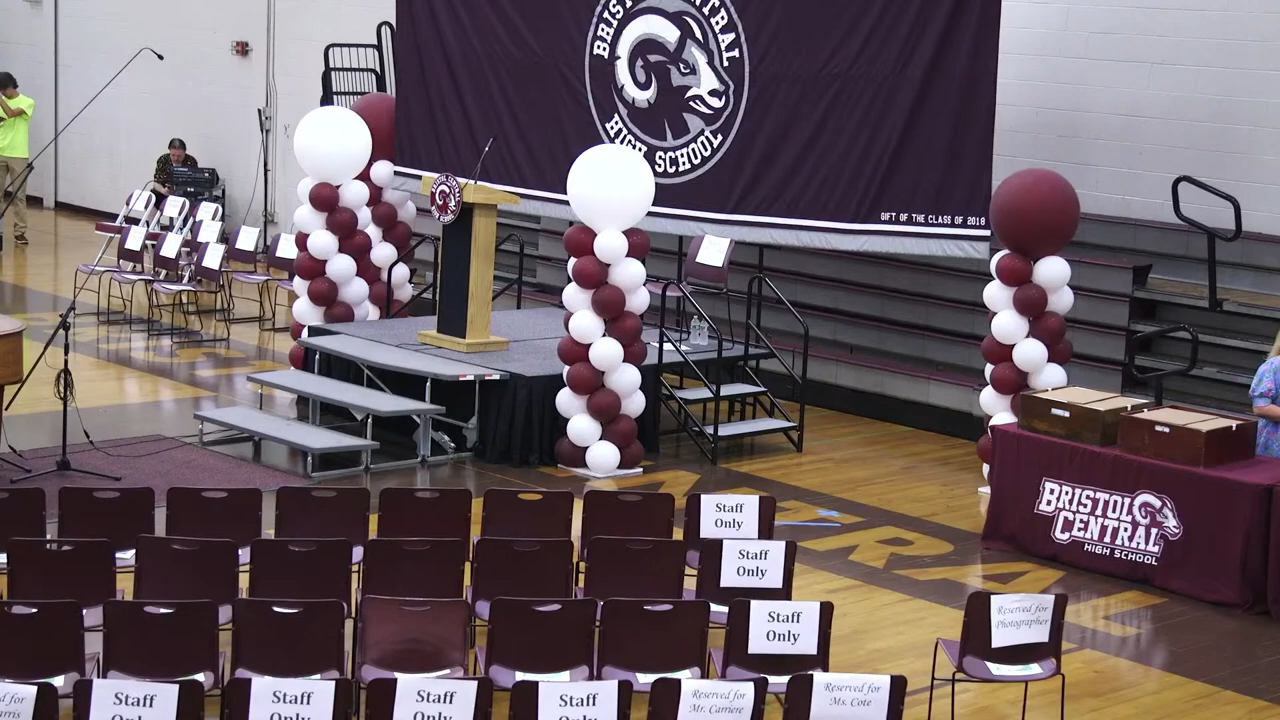 BRISTOL CENTRAL
HIGH SCHOOL
GIFT OF THE CLASS OF 2018
BRISTOL
CENTRAL
HIGH SCHOOL
Staff
Only
Staff
Only
Staff
Only
Reserved for
Photographer
Staff
Only
Staff
Only
Staff
Only
Staff
Only
Reserved for
Mr. Carriere
Reserved for
Ms. Cote